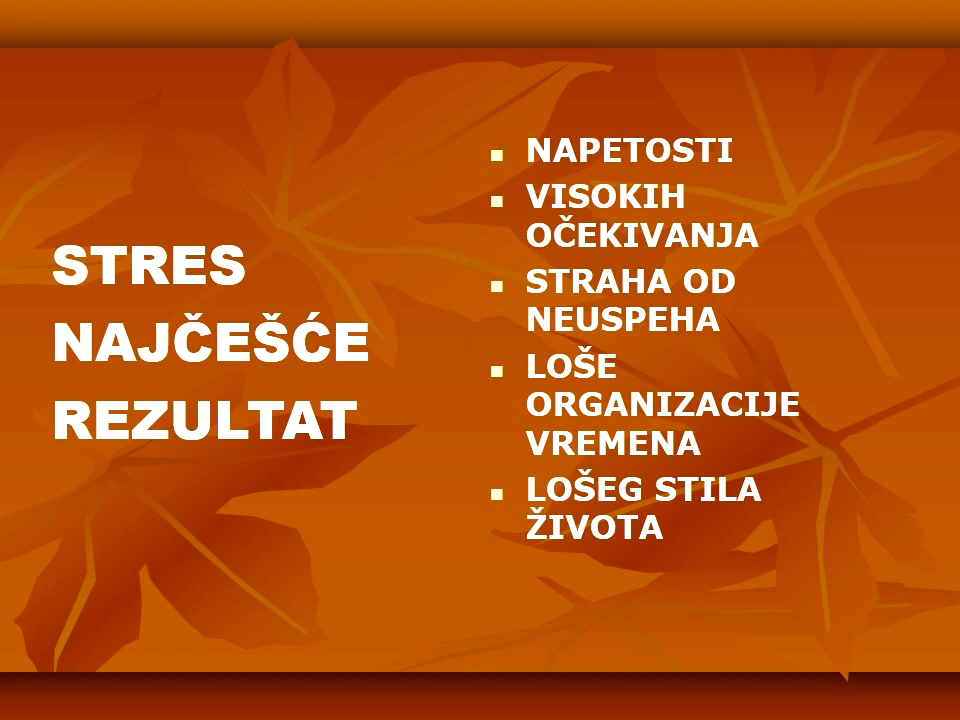 STRES
NAJČEŠĆE
REZULTAT
NAPETOSTI
VISOKIH
OČEKIVANJA
STRAHA OD
NEUSPEHA
LOŠE
ORGANIZACIJE
VREMENA
LOŠEG STILA
ŽIVOTA